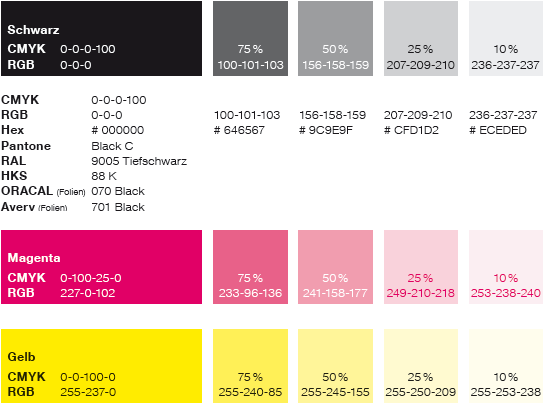 Schwarz
CMYK 0-0-0-100 75 % 50 % 25 % 10 %
RGB 0-0-0 100-101-103 156-158-159 207-209-210 236-237-237
CMYK 0-0-0-100
RGB 0-0-0 100-101-103 156-158-159 207-209-210 236-237-237
Hex # 000000 # 646567 # 9C9E9F # CFD1D2 # ECEDED
Pantone Black C
RAL 9005 Tiefschwarz
HKS 88 K
ORACAL (Folien) 070 Black
Avery (Folien) 701 Black
Magenta
CMYK 0-100-25-0 75 % 50 % 25 % 10 %
RGB 227-0-102 233-96-136 241-158-177 249-210-218 253-238-240
Gelb
CMYK 0-0-100-0 75 % 50 % 25 % 10 %
RGB 255-237-0 255-240-85 255-245-155 255-250-209 255-253-238